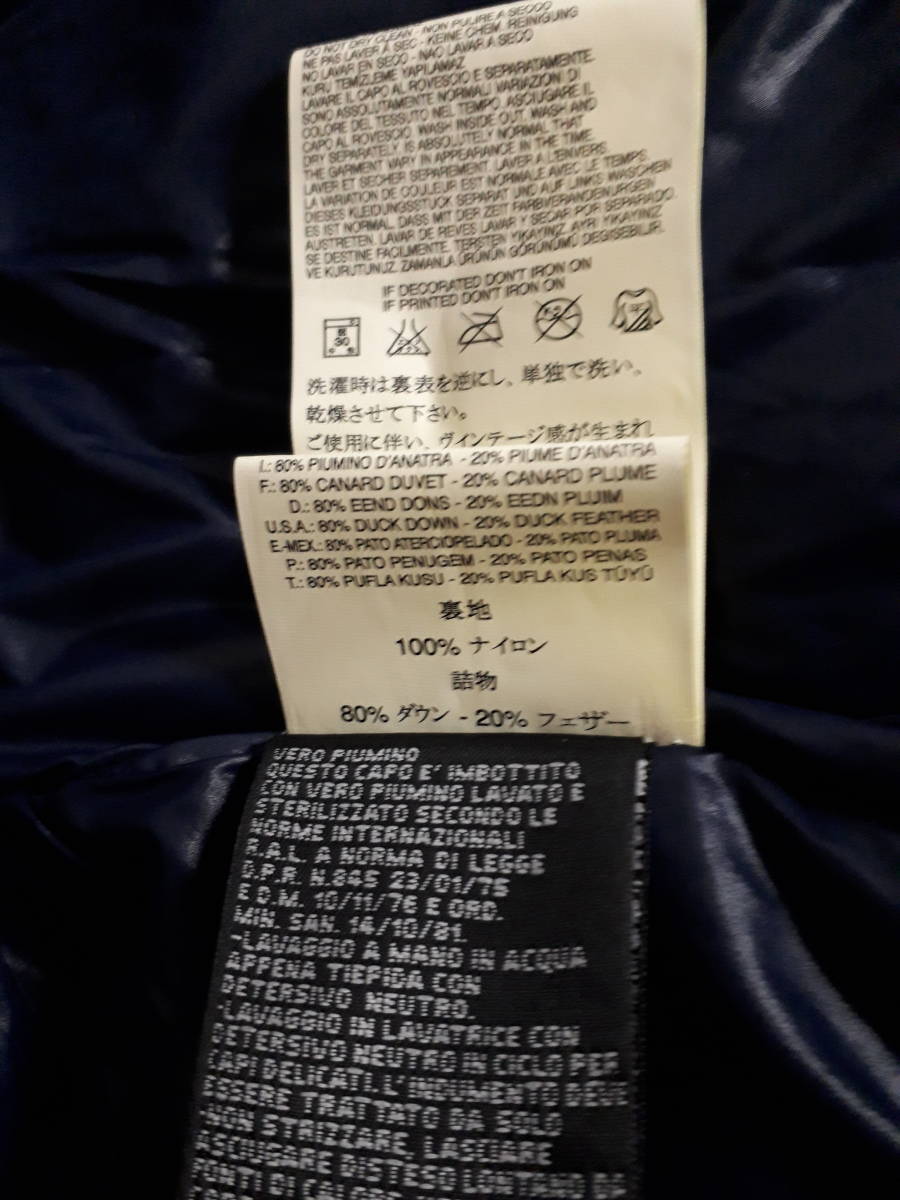 DO NOT DRY CLEAN - NON PULIRE A SECCO
NE PAS LAVER A SEC - KEINE CHEM. REINIGUNG
NO LAVAR EN SECO - NAO LAVAR A SECO
KURU TEMIZLEME YAPILAMAZ
LAVARE IL CAPO AL ROVESCIO E SEPARATAMENTE.
SONO ASSOLUTAMENTE NORMALI VARIAZIONI DI
COLORE DEL TESSUTO NEL TEMPO. ASCIUGARE IL
CAPO AL ROVESCIO. WASH INSIDE OUT. WASH AND
DRY SEPARATELY. IS ABSOLUTELY NORMAL THAT
THE GARMENT VARY IN APPEARANCE IN THE TIME.
LAVER ET SECHER SEPAREMENT. LAVER A L'ENVERS.
LA VARIATION DE COULEUR EST NORMALE AVEC LE TEMPS.
DIESES KLEIDUNGSSTUCK SEPARAT UND AUF LINKS WASCHEN
ES IST NORMAL, DASS MIT DER ZEIT FARBVERANDENURGEN
AUSTRETEN. LAVAR DE REVES LAVAR Y SECAR POR SEPARADO.
SE DESTINE FACILMENTE. TERSTEN YIKAYINIZ. AYRI YIKAYINIZ
VE KURUTUNUZ. ZAMANLA ÜRÜNÜN GÖRÜNÜMÜ DEGISEBILIR.
IF DECORATED DON'T IRON ON
IF PRINTED DON'T IRON ON
30
洗濯時は裏表を逆にし、単独で洗い、
乾燥させて下さい。
ご使用に伴い、ヴィンテージ感が生まれ
I.: 80% PIUMINO D'ANATRA - 20% PIUME D'ANATRA
F.: 80% CANARD DUVET - 20% CANARD PLUME
D.: 80% EEND DONS - 20% EEDN PLUIM
U.S.A.: 80% DUCK DOWN - 20% DUCK FEATHER
E.-MEX.: 80% PATO ATERCIOPELADO - 20% PATO PLUMA
P.: 80% PATO PENUGEM - 20% PATO PENAS
T.: 80% PUFLA KUSU - 20% PUFLA KUS TÜYÜ
裏地
100% ナイロン
詰物
80% ダウン - 20% フェザー
VERO PIUMINO
QUESTO CAPO E' IMBOTTITO
CON VERO PIUMINO LAVATO E
STERILIZZATO SECONDO LE
NORME INTERNAZIONALI
R.A.L. A NORMA DI LEGGE
D.P.R. N.845 23/01/75
E D.M. 10/11/76 E ORD.
MIN. SAN. 14/10/81.
-LAVAGGIO A MANO IN ACQUA
APPENA TIEPIDA CON
DETERSIVO NEUTRO.
LAVAGGIO IN LAVATRICE CON
DETERSIVO NEUTRO IN CICLO PER
CAPI DELICATI. L'INDUMENTO DEVE
ESSERE TRATTATO DA SOLO
NON STRIZZARE. LASCIARE
ASCIUGARE DISTESO LONTANO DA
FONTI DI CALORE